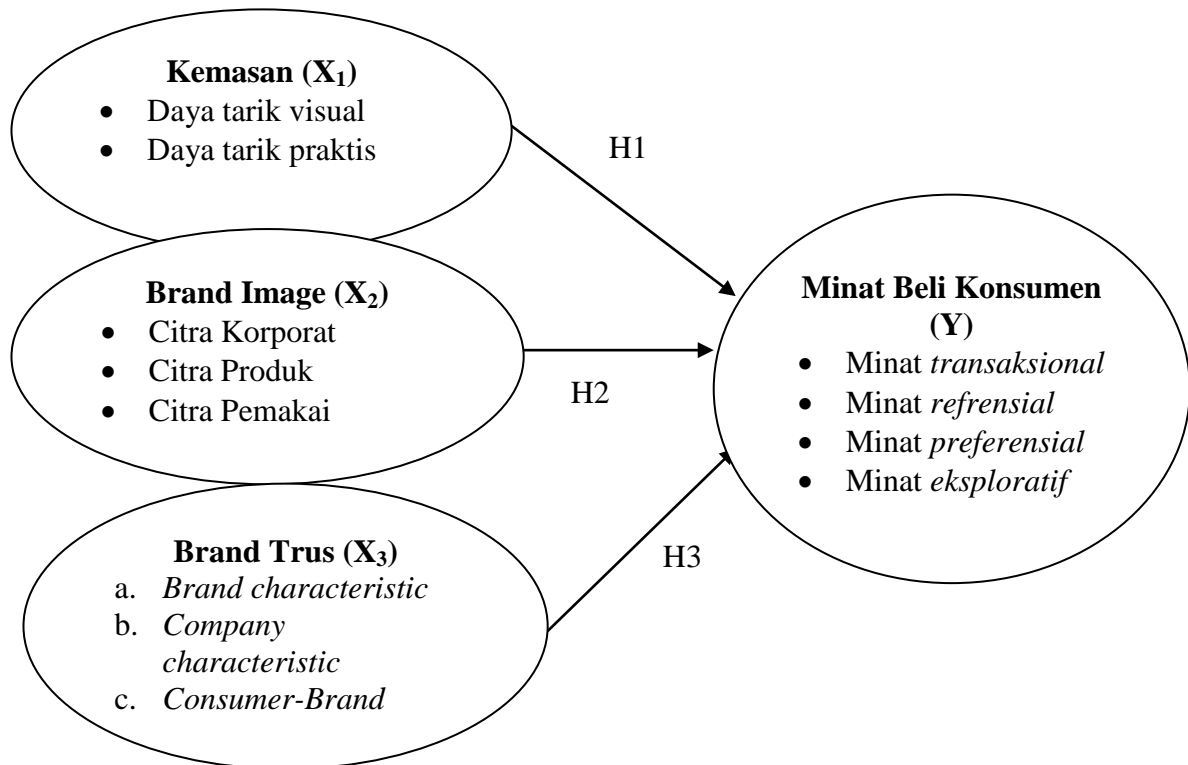 Kemasan (X₁)
• Daya tarik visual
• Daya tarik praktis
H1
Brand Image (X₂)
• Citra Korporat
• Citra Produk
• Citra Pemakai
H2
Minat Beli Konsumen
(Y)
• Minat transaksional
• Minat refrensial
• Minat preferensial
• Minat eksploratif
Brand Trus (X₃)
a. Brand characteristic
b. Company
characteristic
c. Consumer-Brand
H3